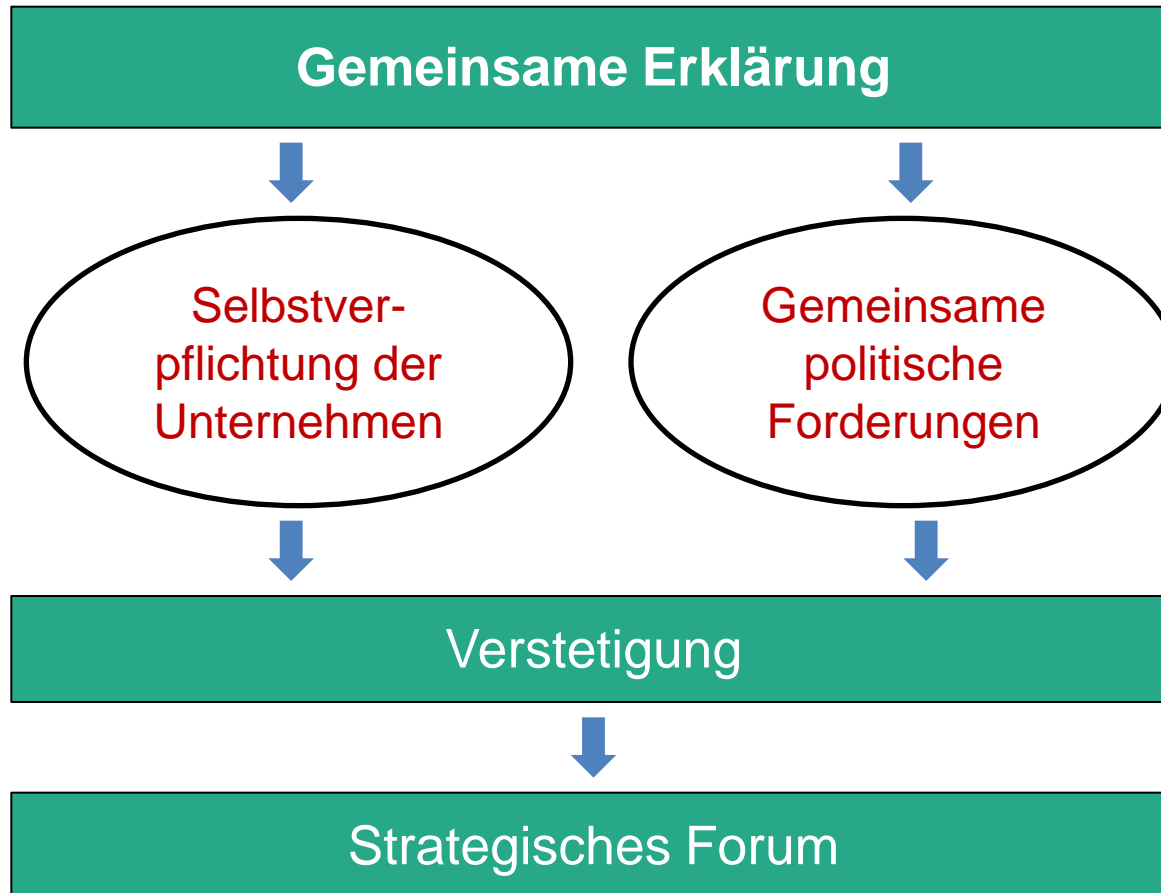 Gemeinsame Erklärung
Selbstver-
pflichtung der
Unternehmen
Gemeinsame
politische
Forderungen
Verstetigung
Strategisches Forum